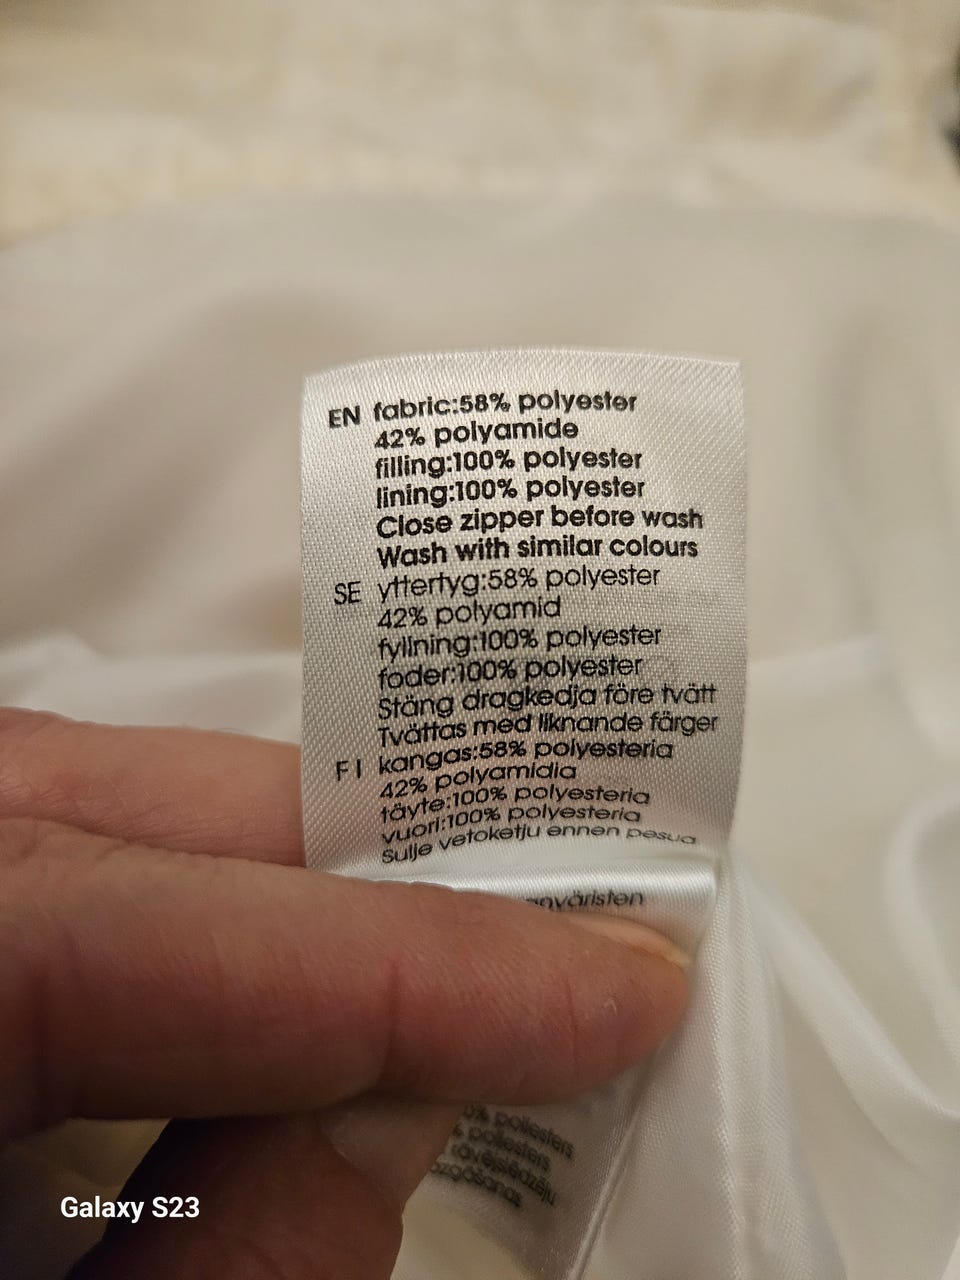 EN fabric:58% polyester
42% polyamide
filling:100% polyester
lining:100% polyester
Close zipper before wash
Wash with similar colours
SE yttertyg:58% polyester
42% polyamid
fyllning:100% polyester
foder:100% polyester
Stäng dragkedja före tvätt
Tvättas med liknande färger
FI kangas:58% polyesteria
42% polyamidia
täyte:100% polyesteria
vuori:100% polyesteria
Sulje vetoketju ennen pesua
poliesters
% poliesters
Galaxy S23